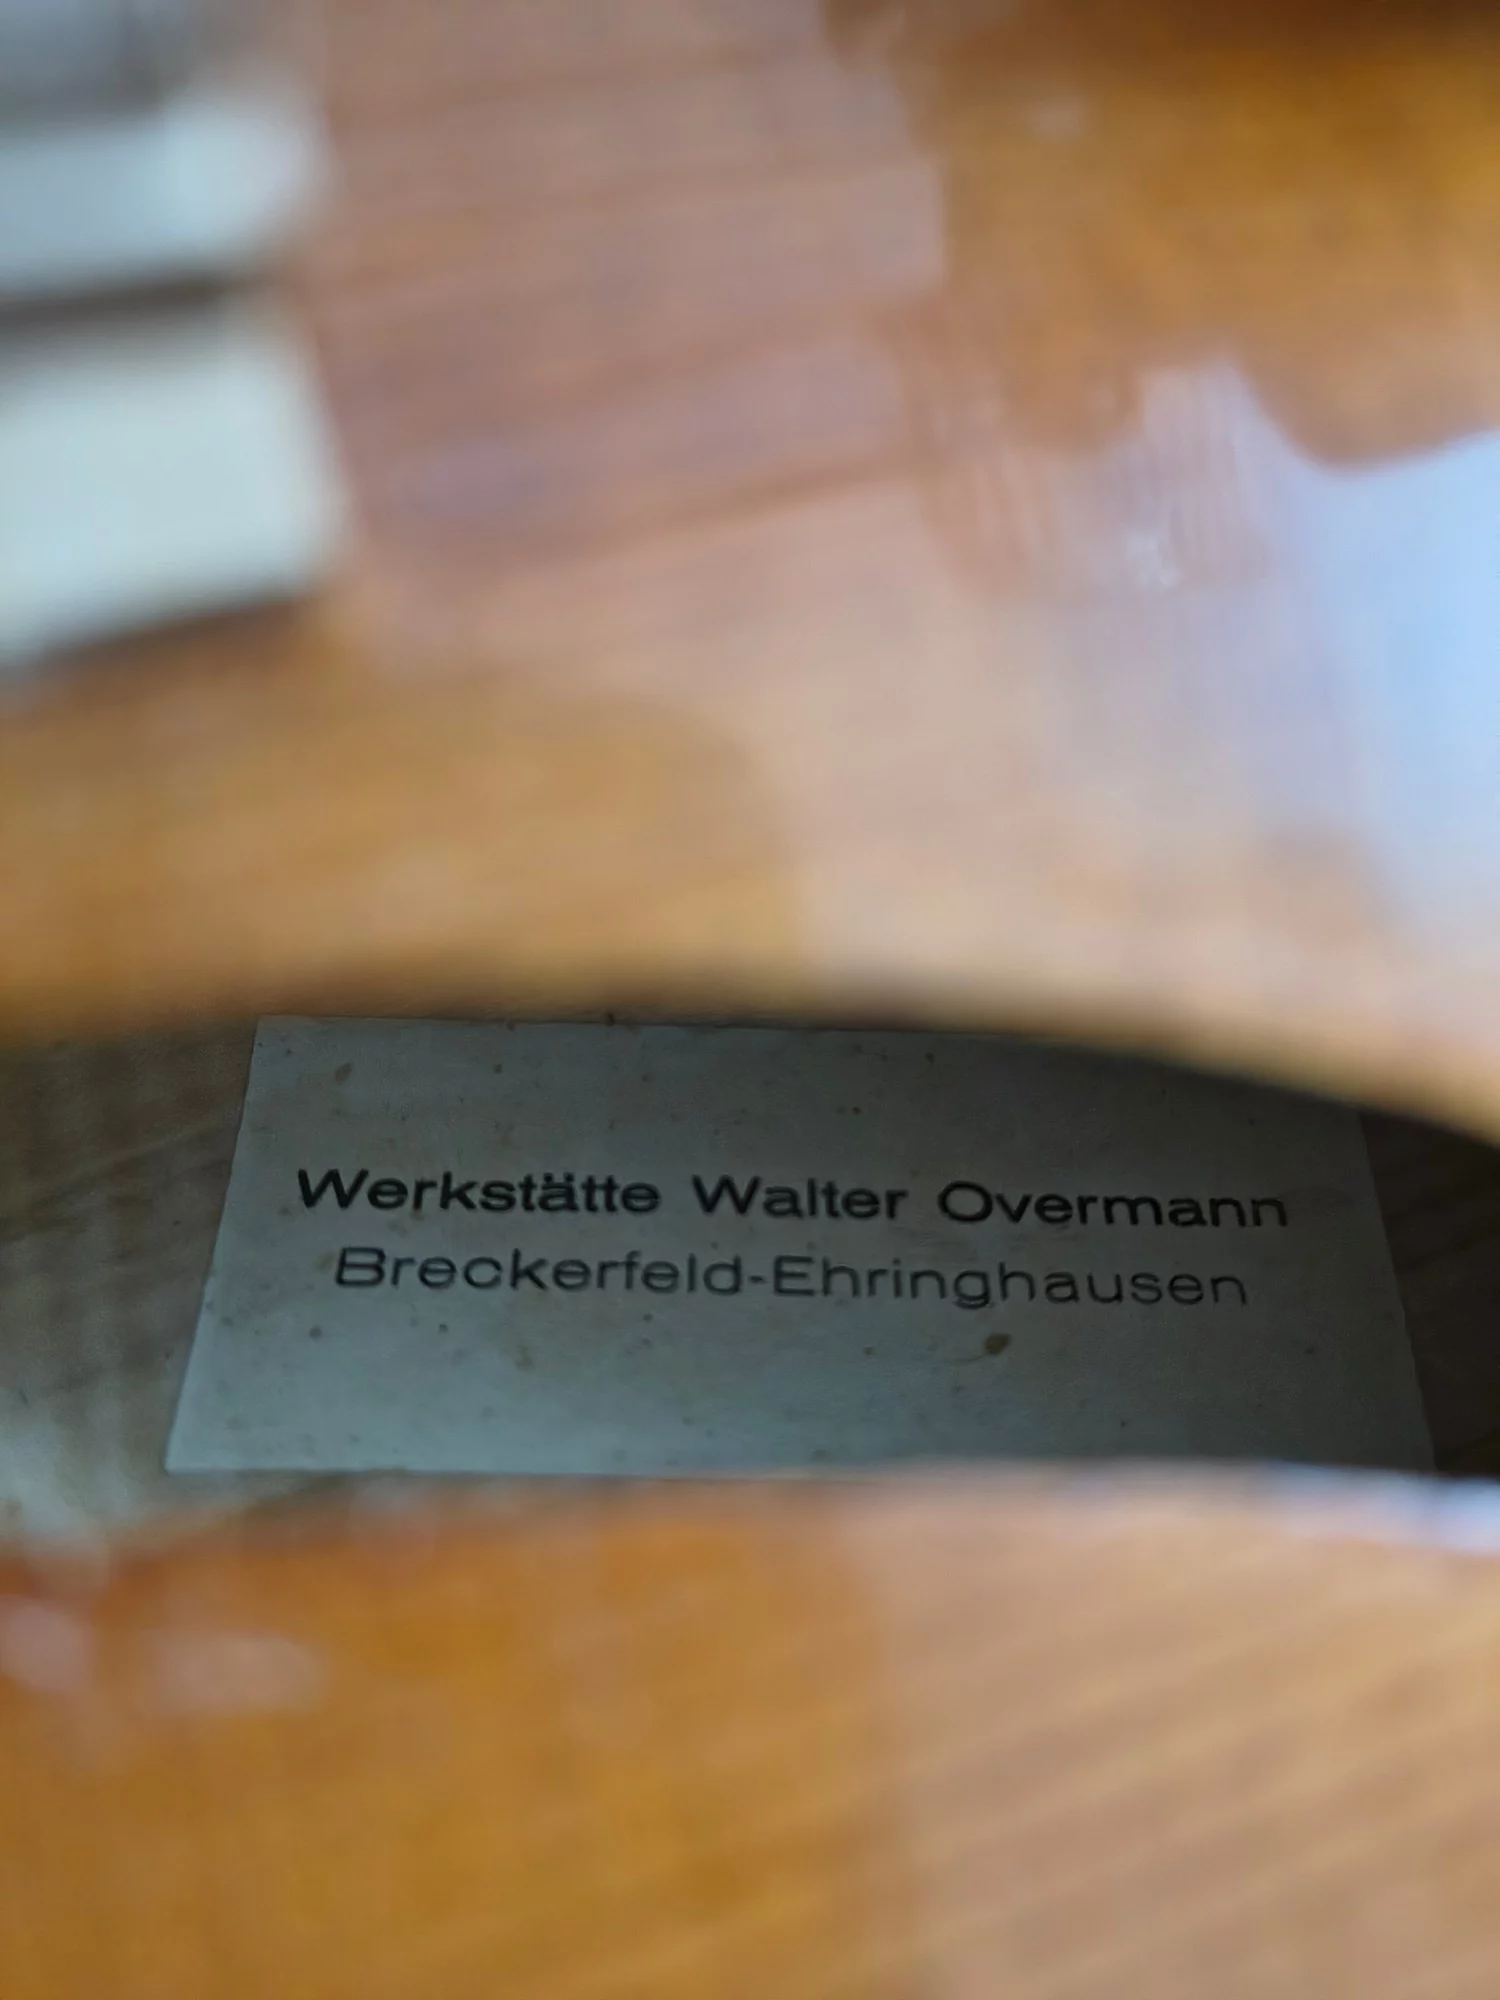 Werkstätte Walter Overmann
Breckerfeld-Ehringhausen